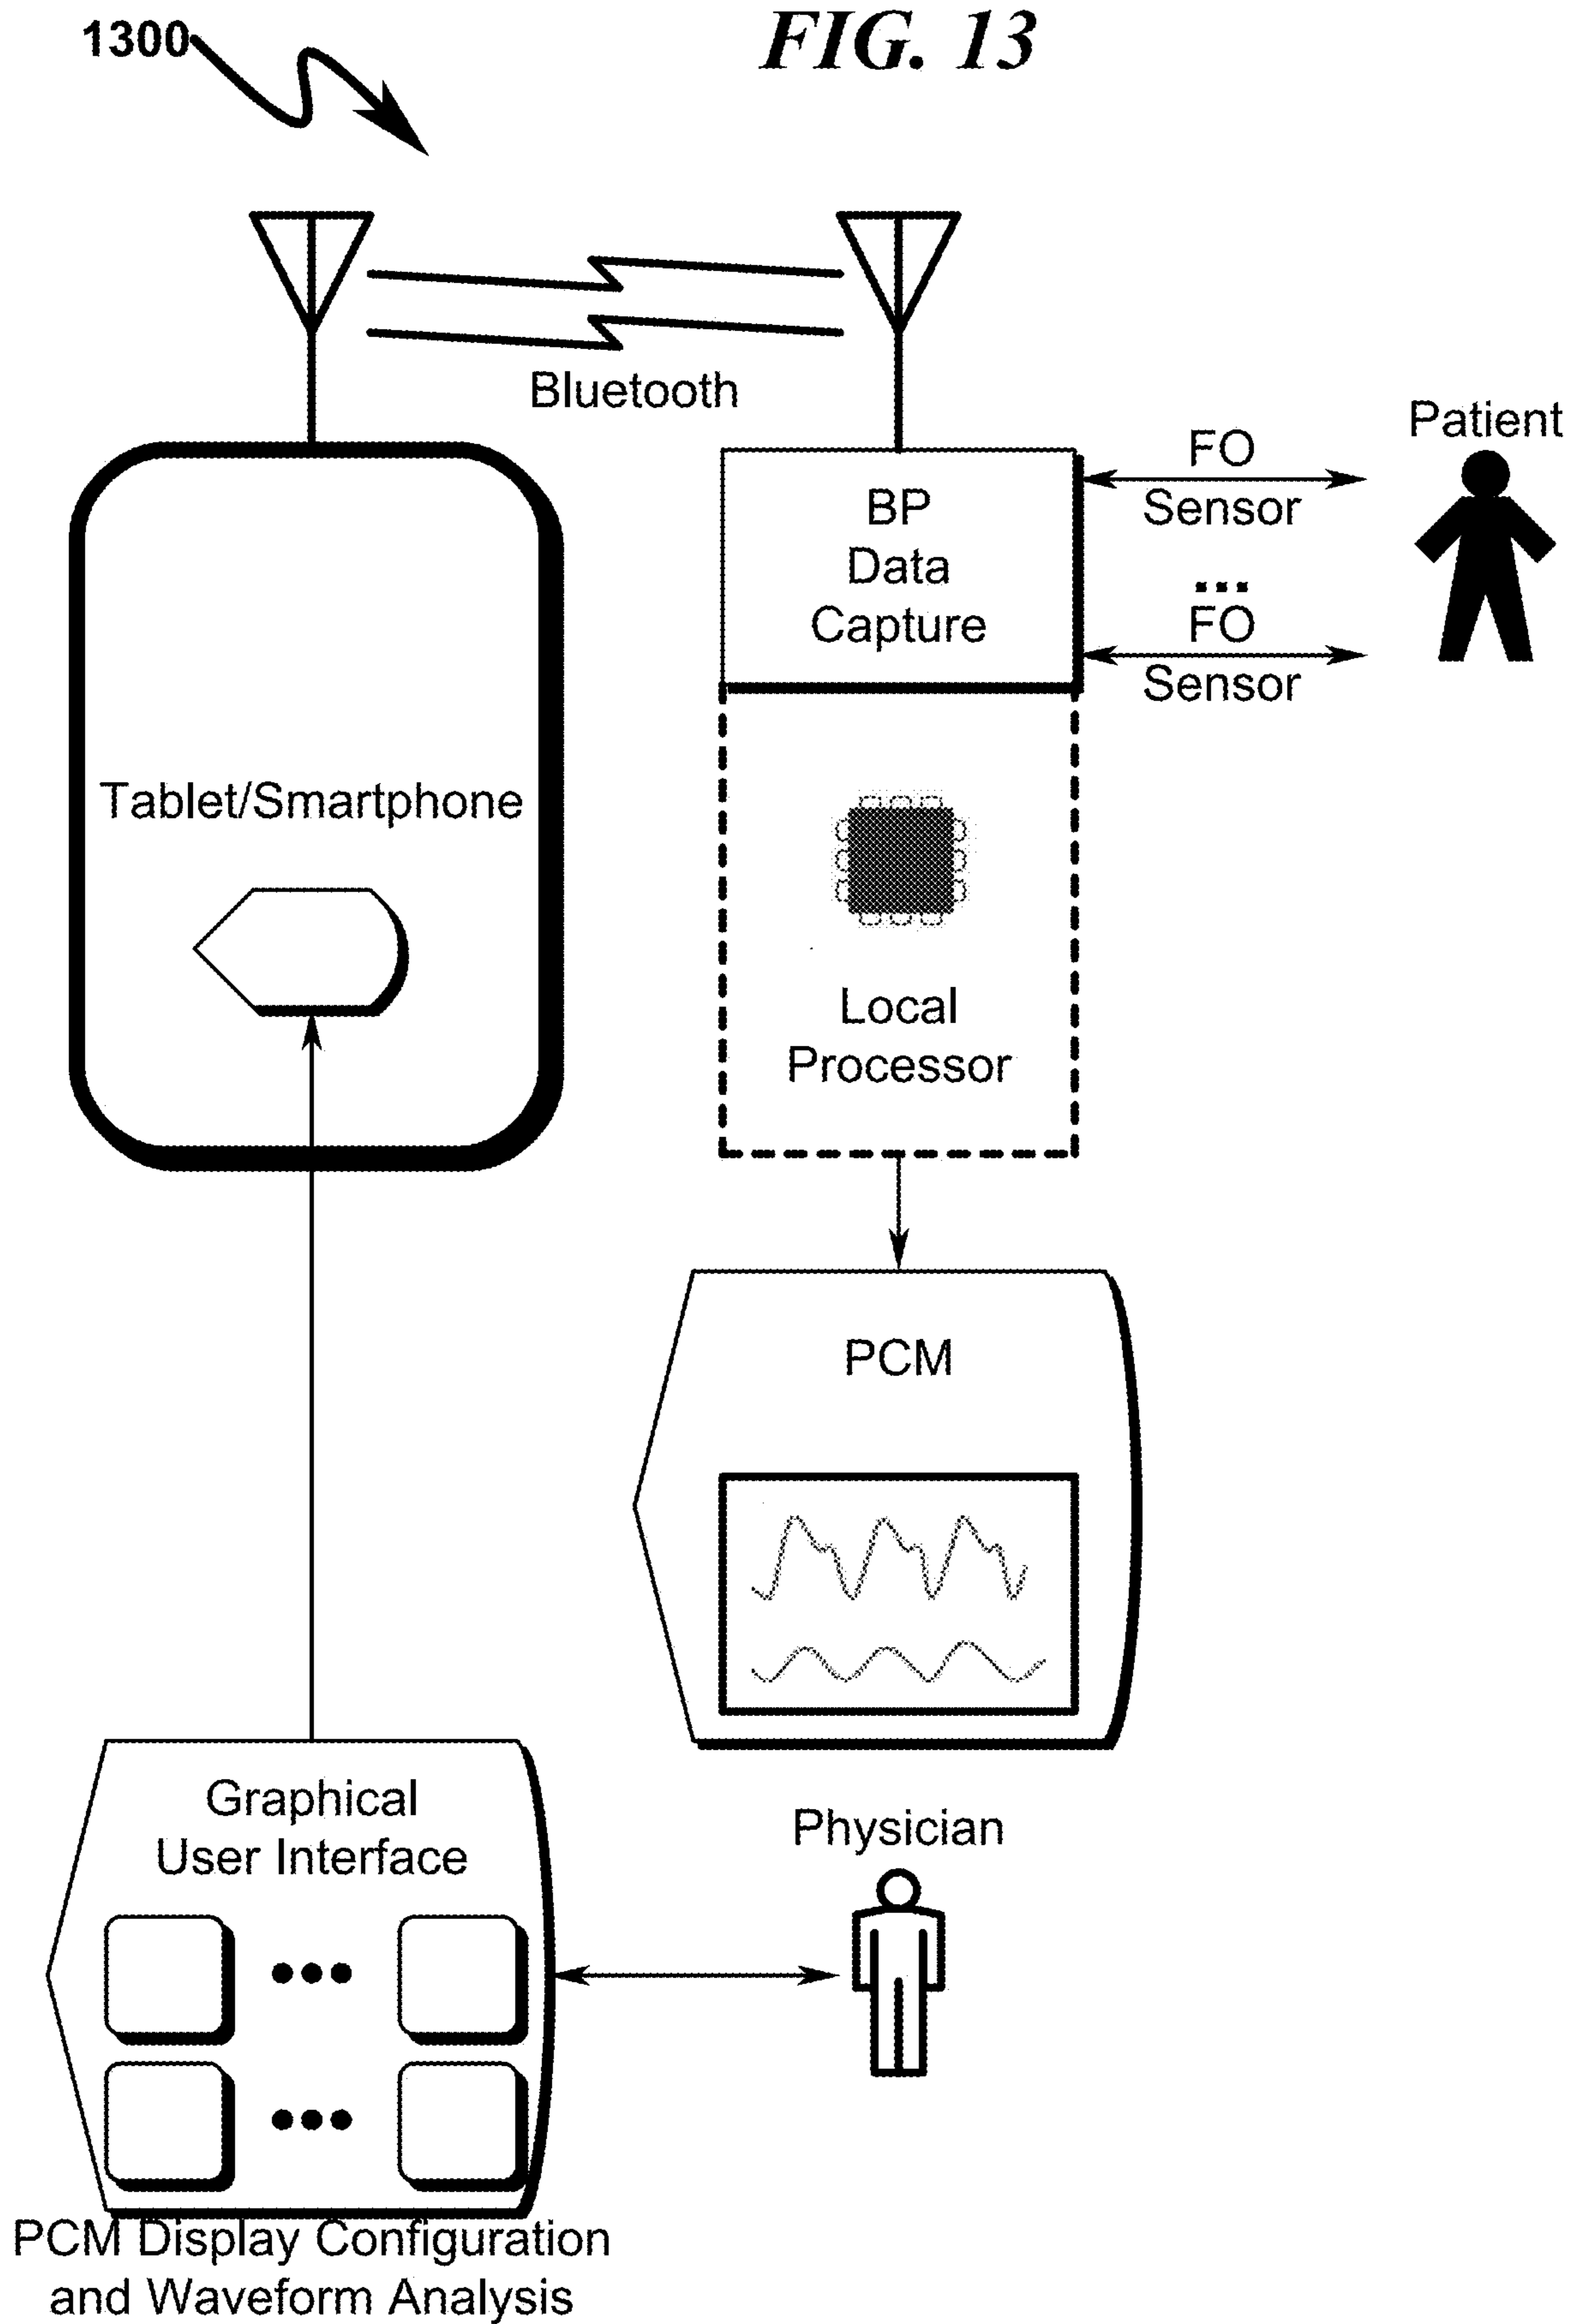 FIG. 13
1300
Bluetooth
Patient
FO
Sensor
...
FO
Sensor
BP
Data
Capture
Tablet/Smartphone
Local
Processor
PCM
Graphical
User Interface
Physician
PCM Display Configuration
and Waveform Analysis